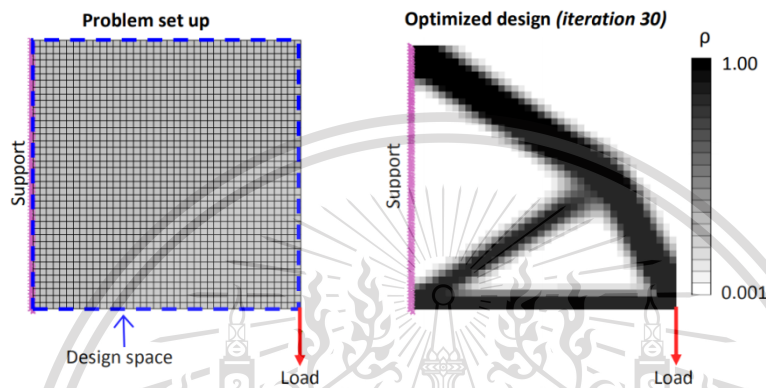 Problem set up
Support
Design space
Load
Optimized design (iteration 30)
Support
Load
ρ
1.00
0.001